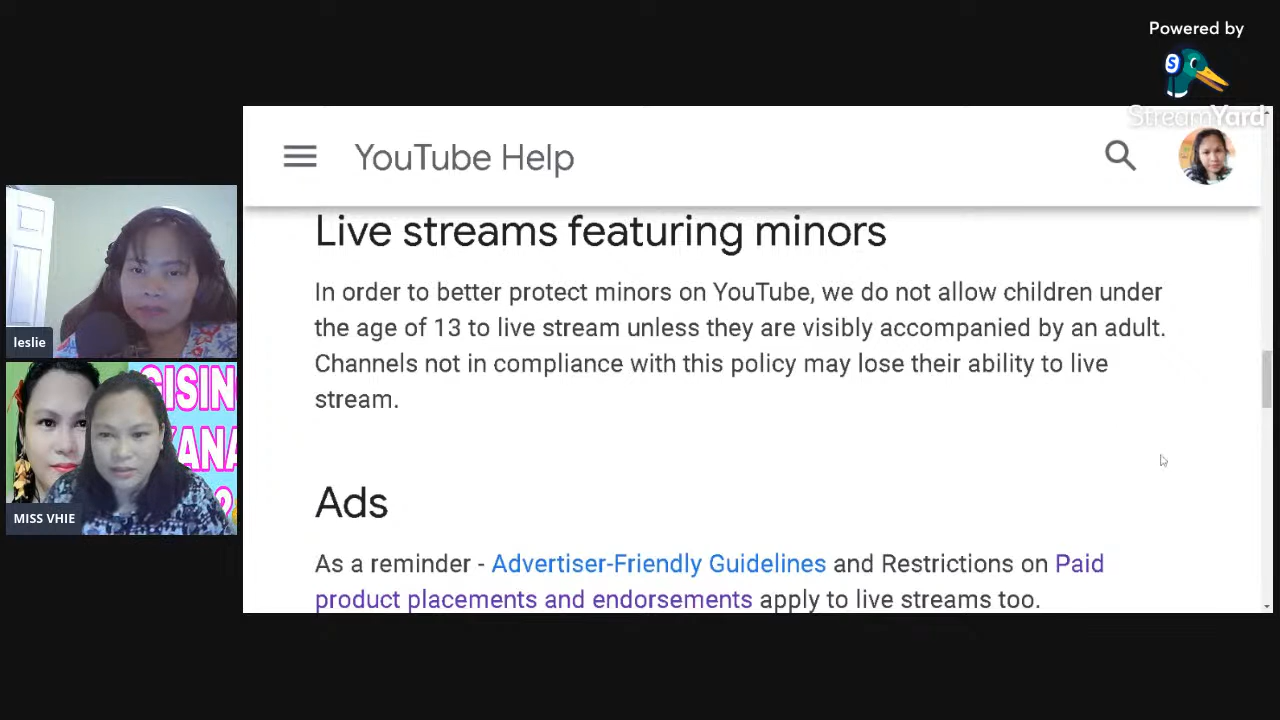 Powered by
S
StreamYard
YouTube Help
Live streams featuring minors
In order to better protect minors on YouTube, we do not allow children under
the age of 13 to live stream unless they are visibly accompanied by an adult.
Channels not in compliance with this policy may lose their ability to live
stream.
Ads
As a reminder - Advertiser-Friendly Guidelines and Restrictions on Paid
product placements and endorsements apply to live streams too.
leslie
GISIN
MISS VHIE